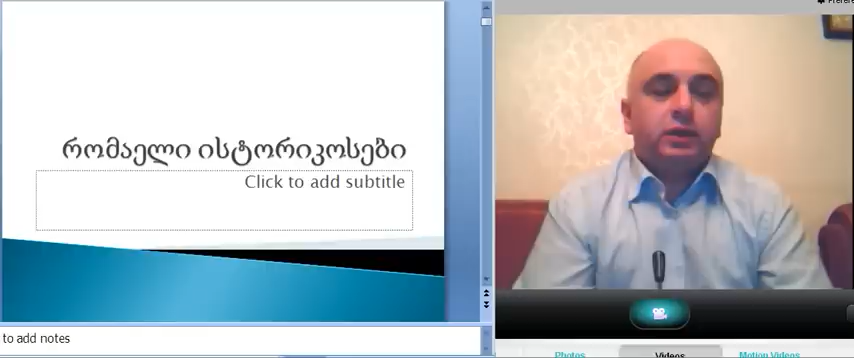 რომაელი ისტორიკოსები
Click to add subtitle
to add notes
Photos
Videos
Motion Videos